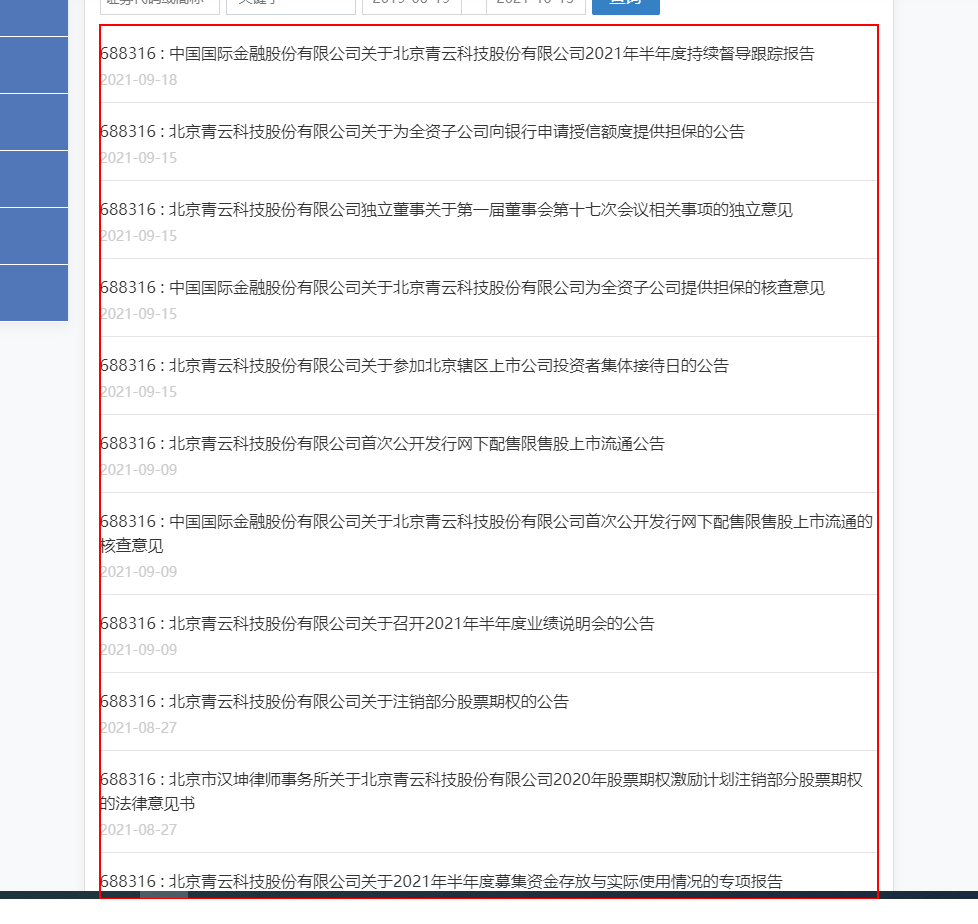 688316 : 中国国际金融股份有限公司关于北京青云科技股份有限公司2021年半年度持续督导跟踪报告
2021-09-18
688316 : 北京青云科技股份有限公司关于为全资子公司向银行申请授信额度提供担保的公告
2021-09-15
688316 : 北京青云科技股份有限公司独立董事关于第一届董事会第十七次会议相关事项的独立意见
2021-09-15
688316 : 中国国际金融股份有限公司关于北京青云科技股份有限公司为全资子公司提供担保的核查意见
2021-09-15
688316 : 北京青云科技股份有限公司关于参加北京辖区上市公司投资者集体接待日的公告
2021-09-15
688316 : 北京青云科技股份有限公司首次公开发行网下配售限售股上市流通公告
2021-09-09
688316 : 中国国际金融股份有限公司关于北京青云科技股份有限公司首次公开发行网下配售限售股上市流通的
核查意见
2021-09-09
688316 : 北京青云科技股份有限公司关于召开2021年半年度业绩说明会的公告
2021-09-09
688316 : 北京青云科技股份有限公司关于注销部分股票期权的公告
2021-08-27
688316 : 北京市汉坤律师事务所关于北京青云科技股份有限公司2020年股票期权激励计划注销部分股票期权
的法律意见书
2021-08-27
688316 : 北京青云科技股份有限公司关于2021年半年度募集资金存放与实际使用情况的专项报告